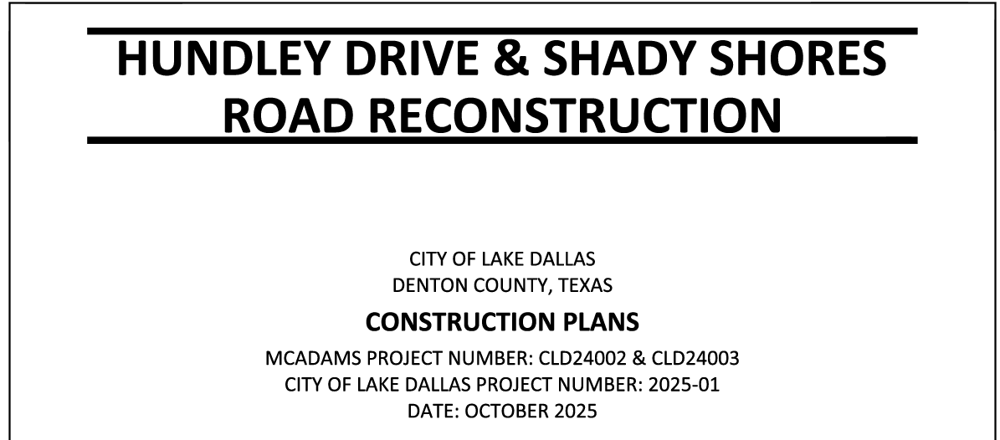 HUNDLEY DRIVE & SHADY SHORES
ROAD RECONSTRUCTION
CITY OF LAKE DALLAS
DENTON COUNTY, TEXAS
CONSTRUCTION PLANS
MCADAMS PROJECT NUMBER: CLD24002 & CLD24003
CITY OF LAKE DALLAS PROJECT NUMBER: 2025-01
DATE: OCTOBER 2025